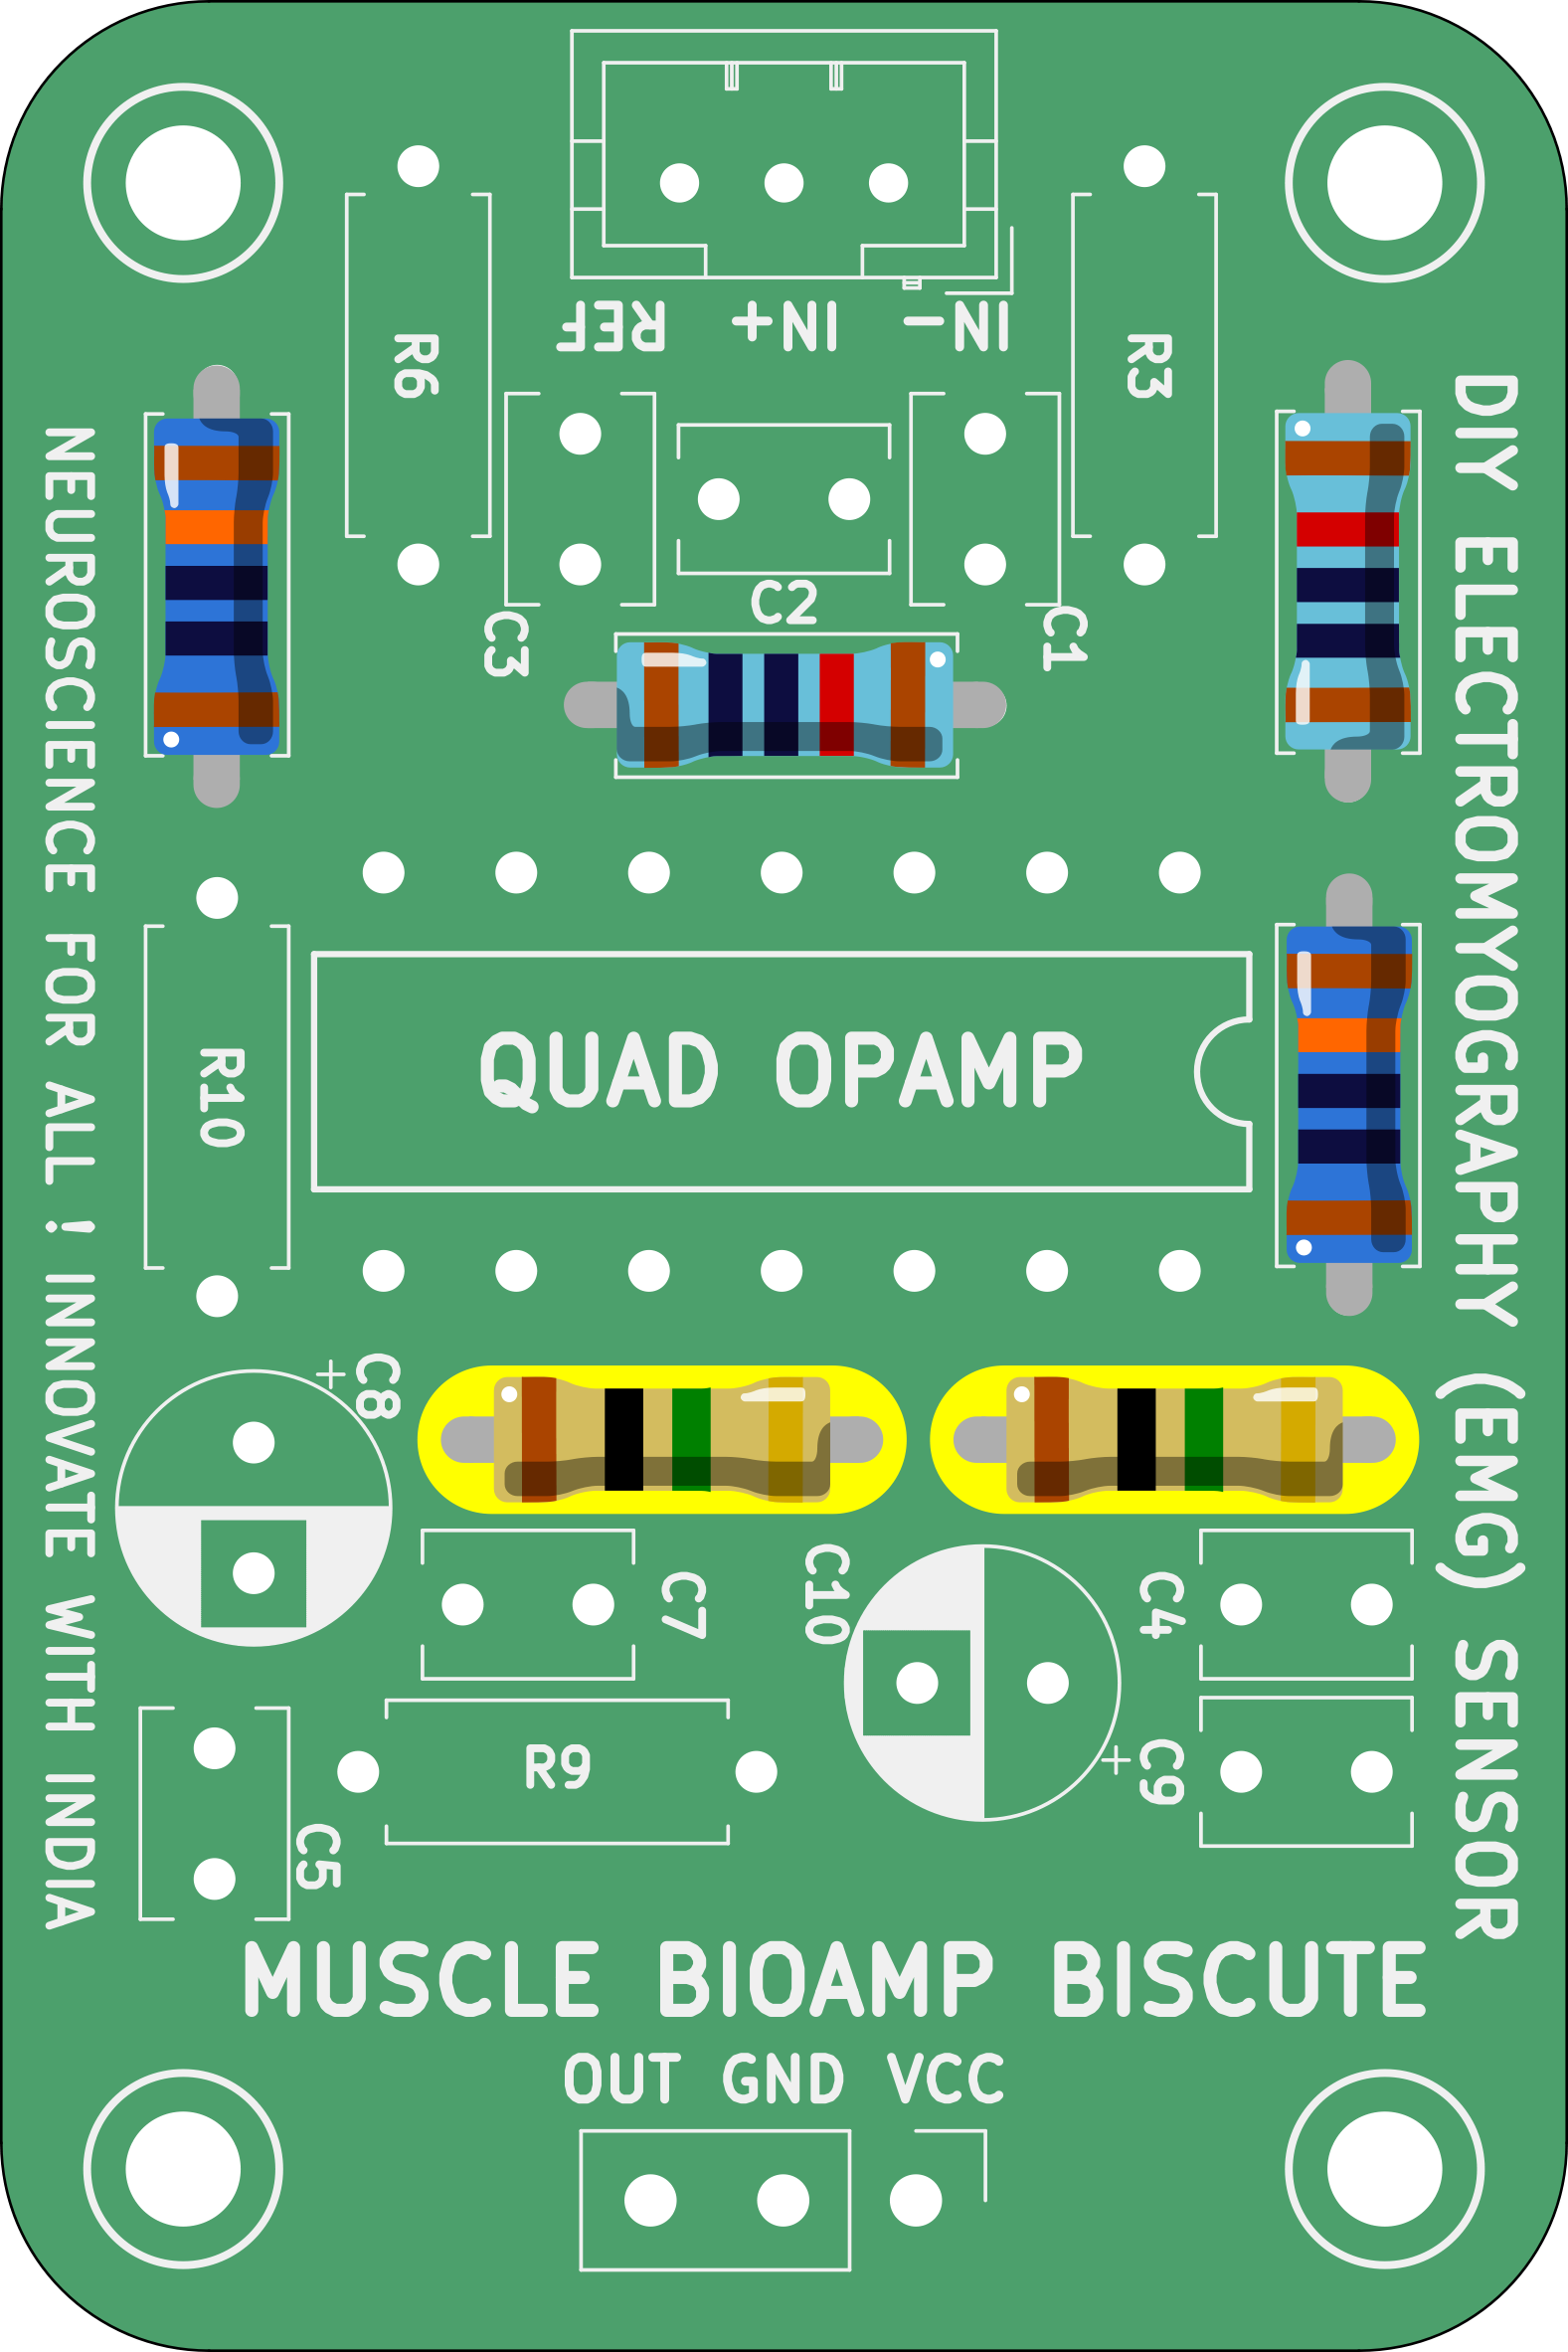 REF
IN+
IN-
R6
R3
C3
C2
C1
DIY ELECTROMYOGRAPHY (EMG) SENSOR
NEUROSCIENCE FOR ALL ! INNOVATE WITH INDIA
R10
QUAD OPAMP
C8
+
C7
C10
C4
R9
+
C9
C5
MUSCLE BIOAMP BISCUTE
OUT GND VCC